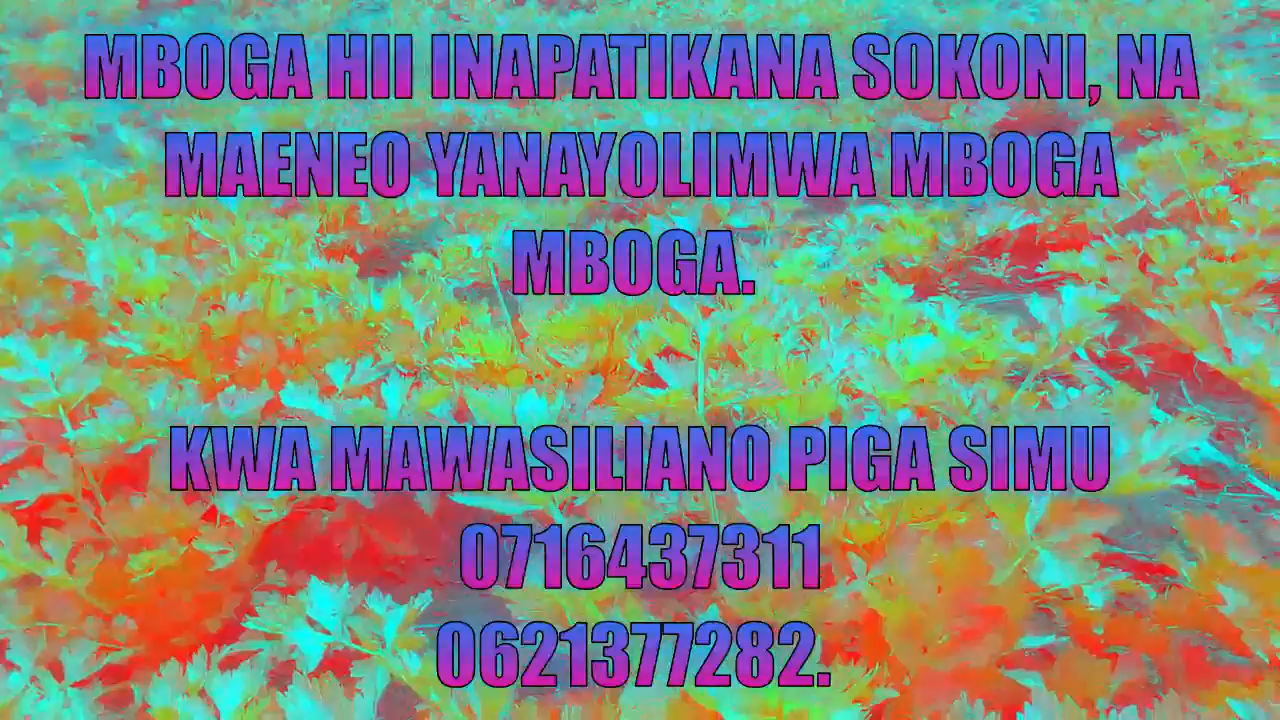 MBOGA HII INAPATIKANA SOKONI, NA
MAENEO YANAYOLIMWA MBOGA
MBOGA.
KWA MAWASILIANO PIGA SIMU
0716437311
0621377282.